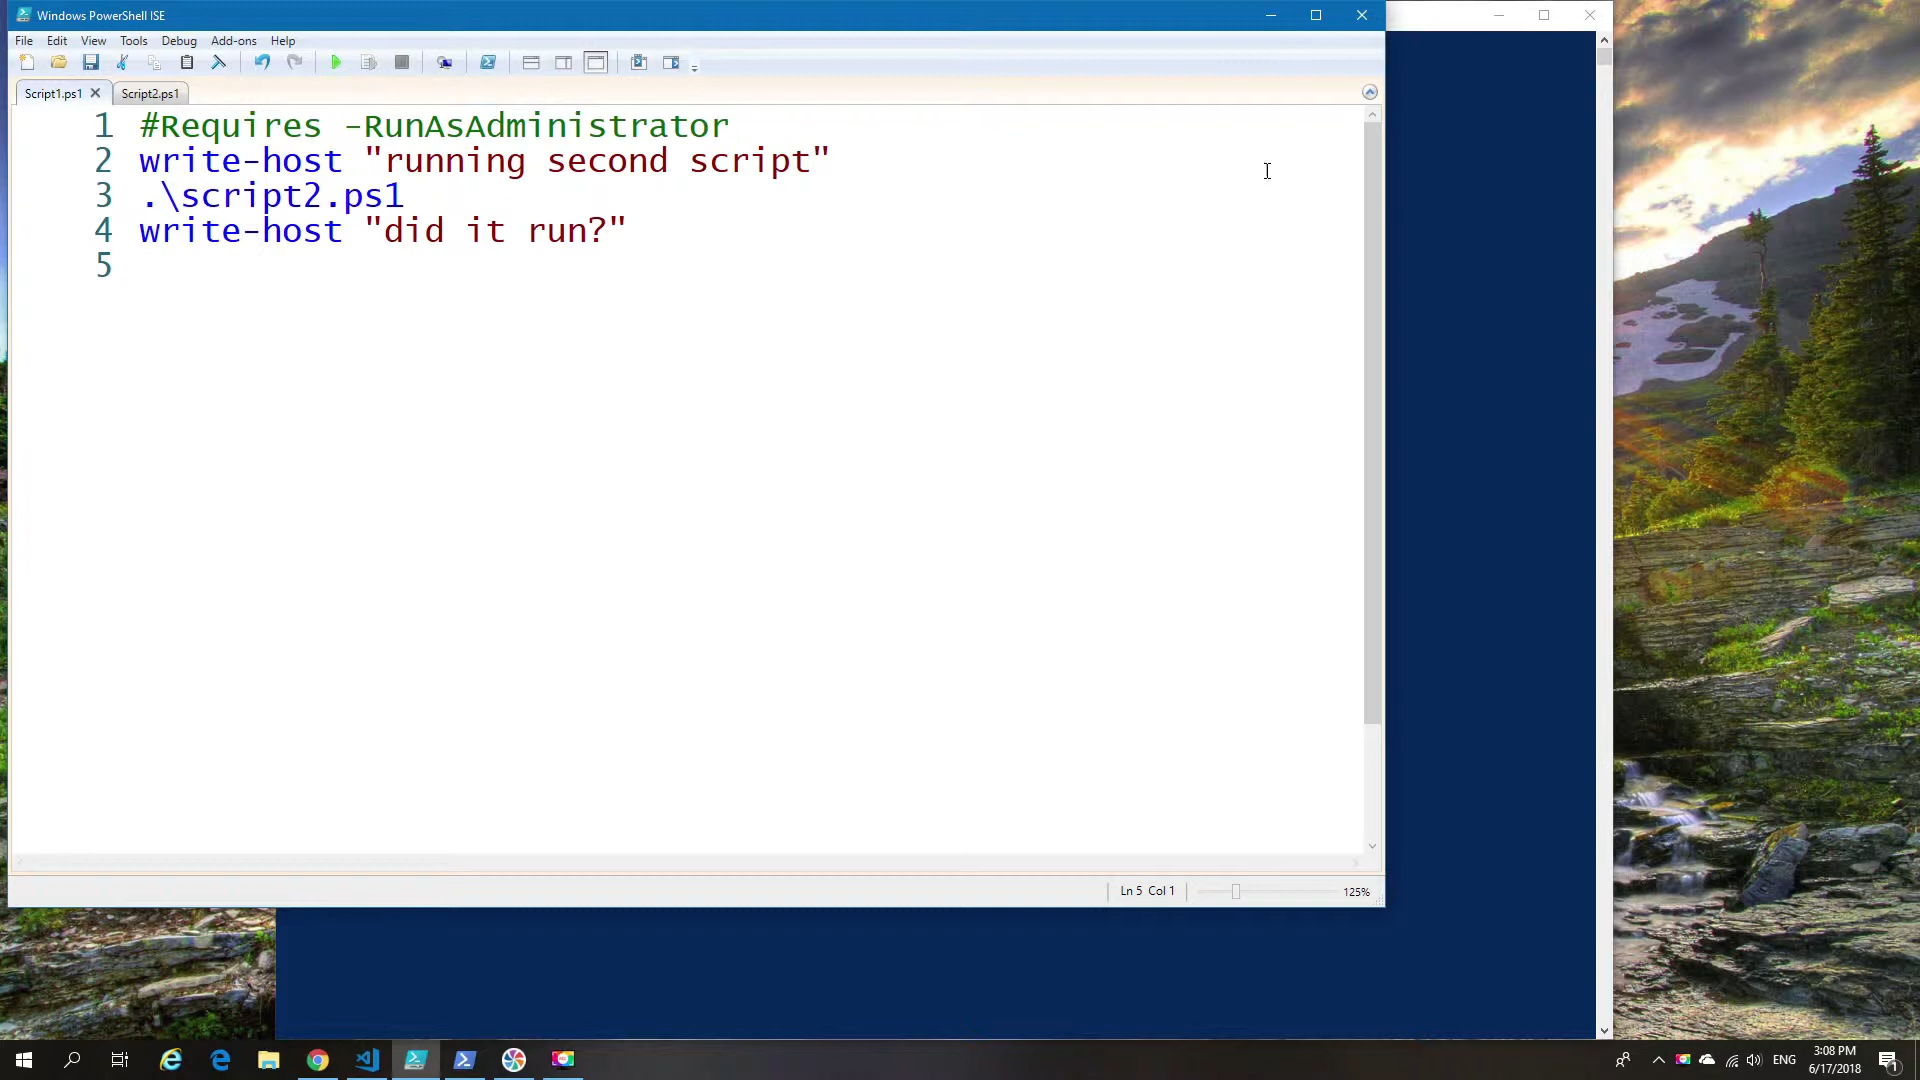 Windows PowerShell ISE
File Edit View Tools Debug Add-ons Help
Script1.ps1 Script2.ps1
1 #Requires -RunAsAdministrator
2 write-host "running second script"
3 .\script2.ps1
4 write-host "did it run?"
5
Ln 5 Col 1 125%
ENG
3:08 PM
6/17/2018
1